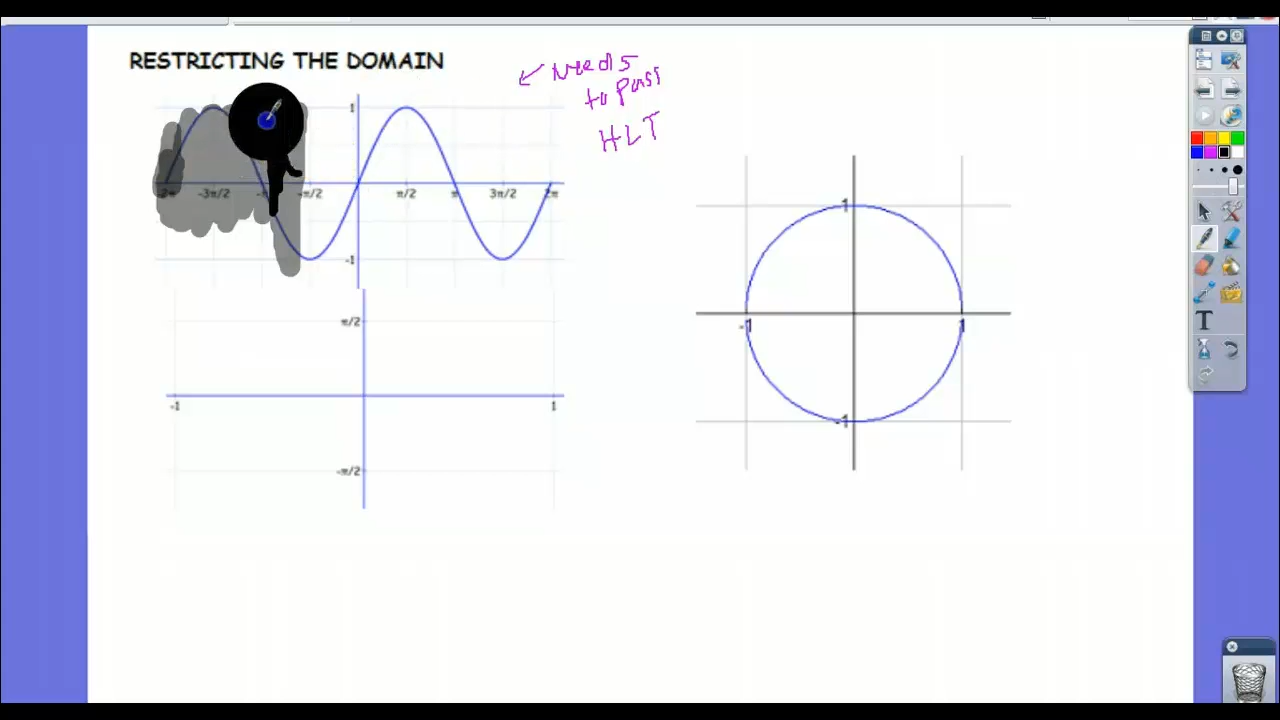 RESTRICTING THE DOMAIN
Needs
to Pass
HLT
1
-3π/2
-π/2
π/2
π
3π/2
2π
-1
π/2
-1
1
-π/2
1
-1
1
-1
T